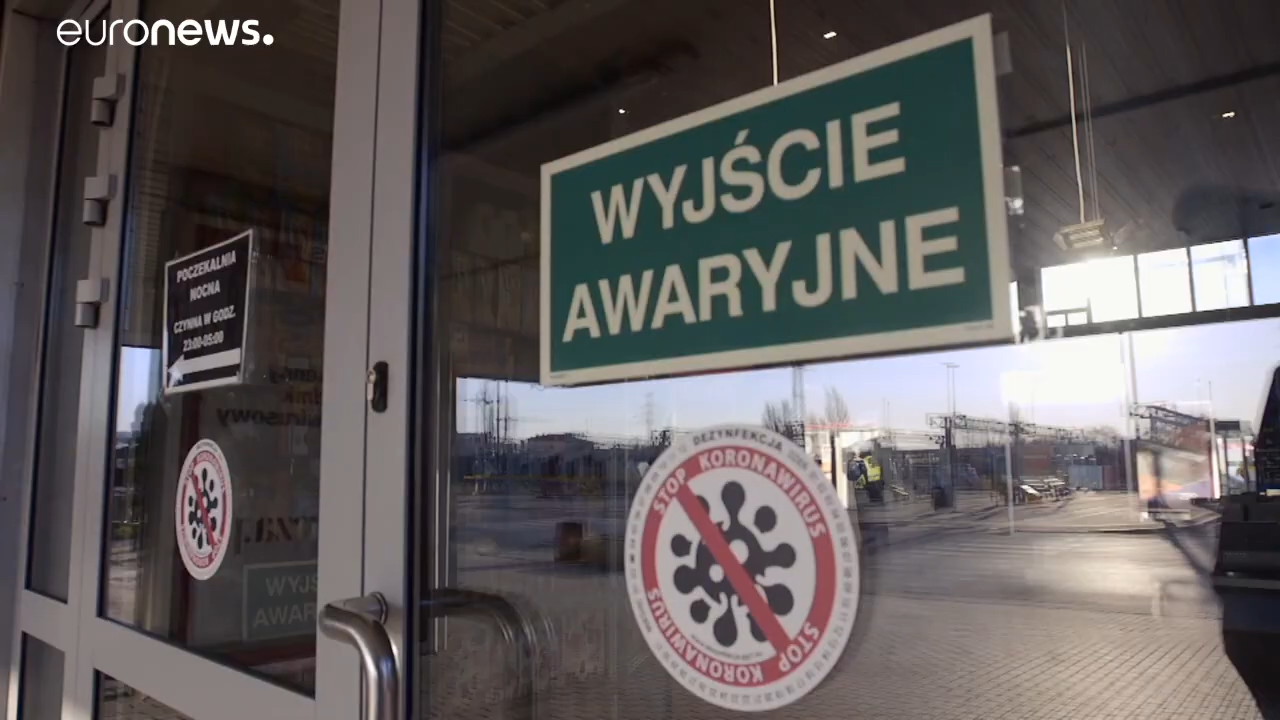 euronews.
WYJŚCIE
AWARYJNE
POCZEKALNIA
NOCNA
CZYNNA W GODZ.
23:00-05:00
DEZYNFEKCJA
STOP KORONAWIRUS
STOP KORONAWIRUS
WYJŚ
AWAR